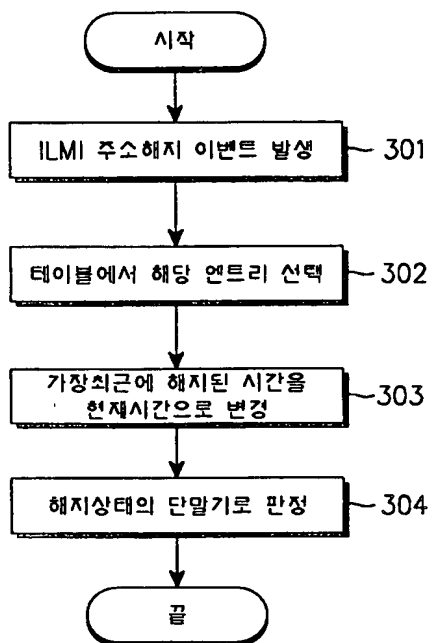 시작
ILMI 주소해지 이벤트 발생
301
테이블에서 해당 엔트리 선택
302
가장최근에 해지된 시간을
현재시간으로 변경
303
해지상태의 단말기로 판정
304
끝